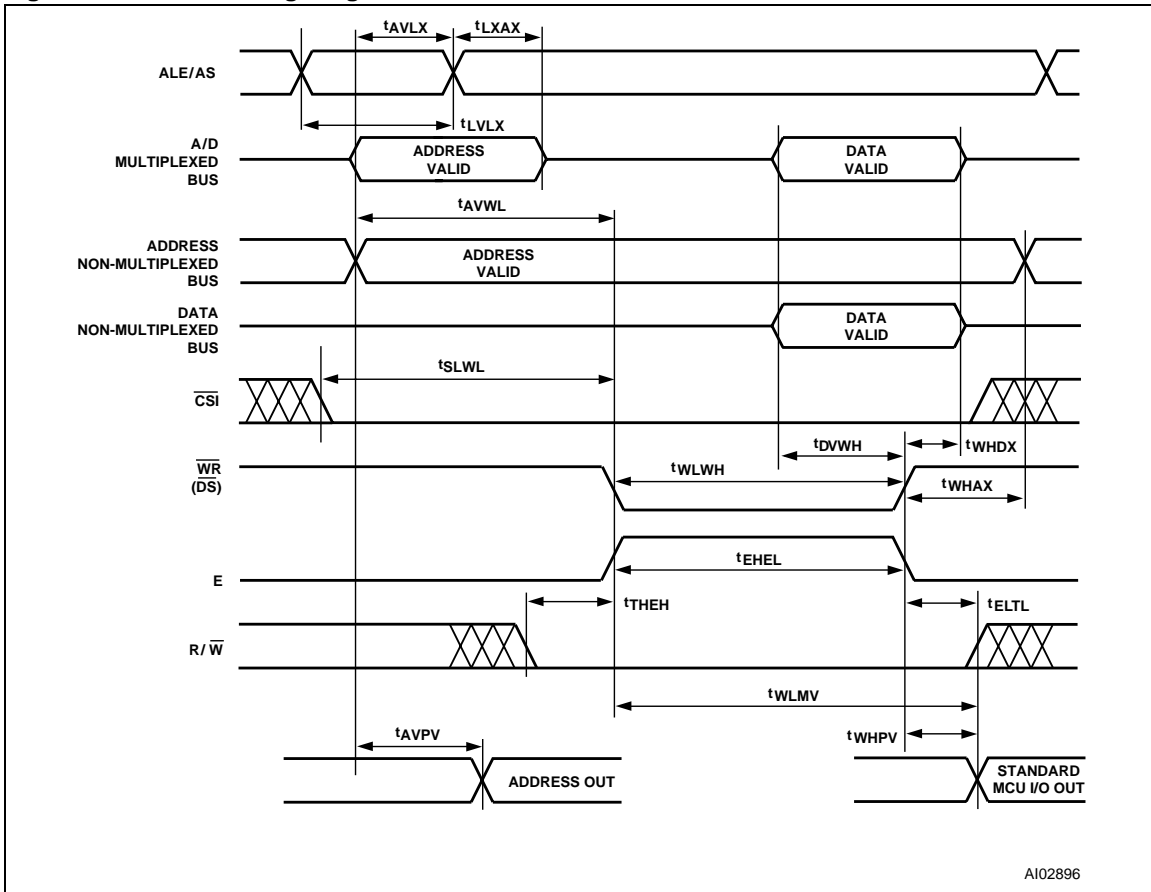 tAVLX tLXAX
ALE/AS
tLVLX
A/D
MULTIPLEXED
BUS
ADDRESS
VALID
DATA
VALID
tAVWL
ADDRESS
NON-MULTIPLEXED
BUS
ADDRESS
VALID
DATA
NON-MULTIPLEXED
BUS
DATA
VALID
tSLWL
CSI
tDVWH tWHDX
WR
(DS)
tWLWH
tWHAX
E
tEHEL
tTHEH tELTL
R/ W
tWLMV
tAVPV
tWHPV
ADDRESS OUT
STANDARD
MCU I/O OUT
AI02896